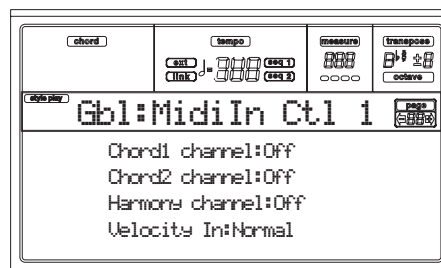 chord
tempo
measure
transpose
ext
link
seq 1
seq 2
octave
style play
Gbl:MidiIn Ctl 1
page
Chord1 channel:Off
Chord2 channel:Off
Harmony channel:Off
Velocity In:Normal